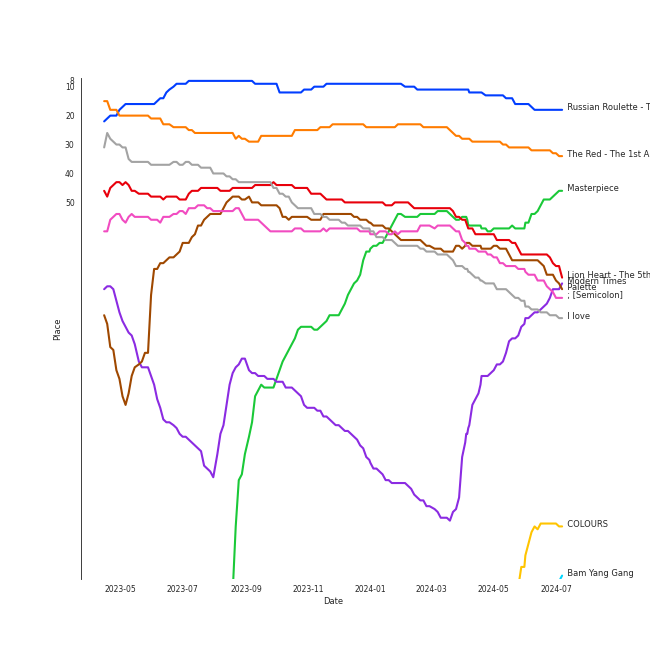 8
10
20
30
40
50
Place
Russian Roulette - T
The Red - The 1st A
Masterpiece
Lion Heart - The 5th
Modern Times
Palette
; [Semicolon]
I love
COLOURS
Bam Yang Gang
2023-05 2023-07 2023-09 2023-11 2024-01 2024-03 2024-05 2024-07
Date